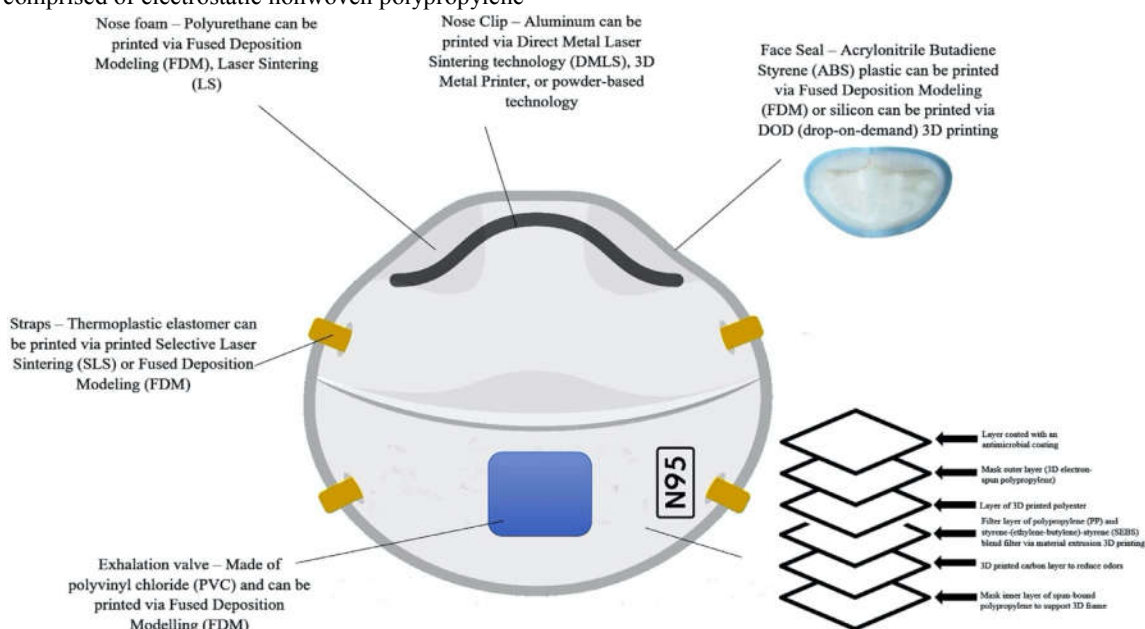 comprised of electrostatic nonwoven polypropylene
Nose foam – Polyurethane can be
printed via Fused Deposition
Modeling (FDM), Laser Sintering
(LS)
Nose Clip – Aluminum can be
printed via Direct Metal Laser
Sintering technology (DMLS), 3D
Metal Printer, or powder-based
technology
Face Seal – Acrylonitrile Butadiene
Styrene (ABS) plastic can be printed
via Fused Deposition Modeling
(FDM) or silicon can be printed via
DOD (drop-on-demand) 3D printing
Straps – Thermoplastic elastomer can
be printed via printed Selective Laser
Sintering (SLS) or Fused Deposition
Modeling (FDM)
N95
Layer coated with an
antimicrobial coating
Mask outer layer (3D electron-
spun polypropylene)
Layer of 3D printed polyester
Filter layer of polypropylene (PP) and
styrene-(ethylene-butylene)-styrene (SEBS)
blend filter via material extrusion 3D printing
3D printed carbon layer to reduce odors
Mask inner layer of span-bound
polypropylene to support 3D frame
Exhalation valve – Made of
polyvinyl chloride (PVC) and can be
printed via Fused Deposition
Modelling (FDM)